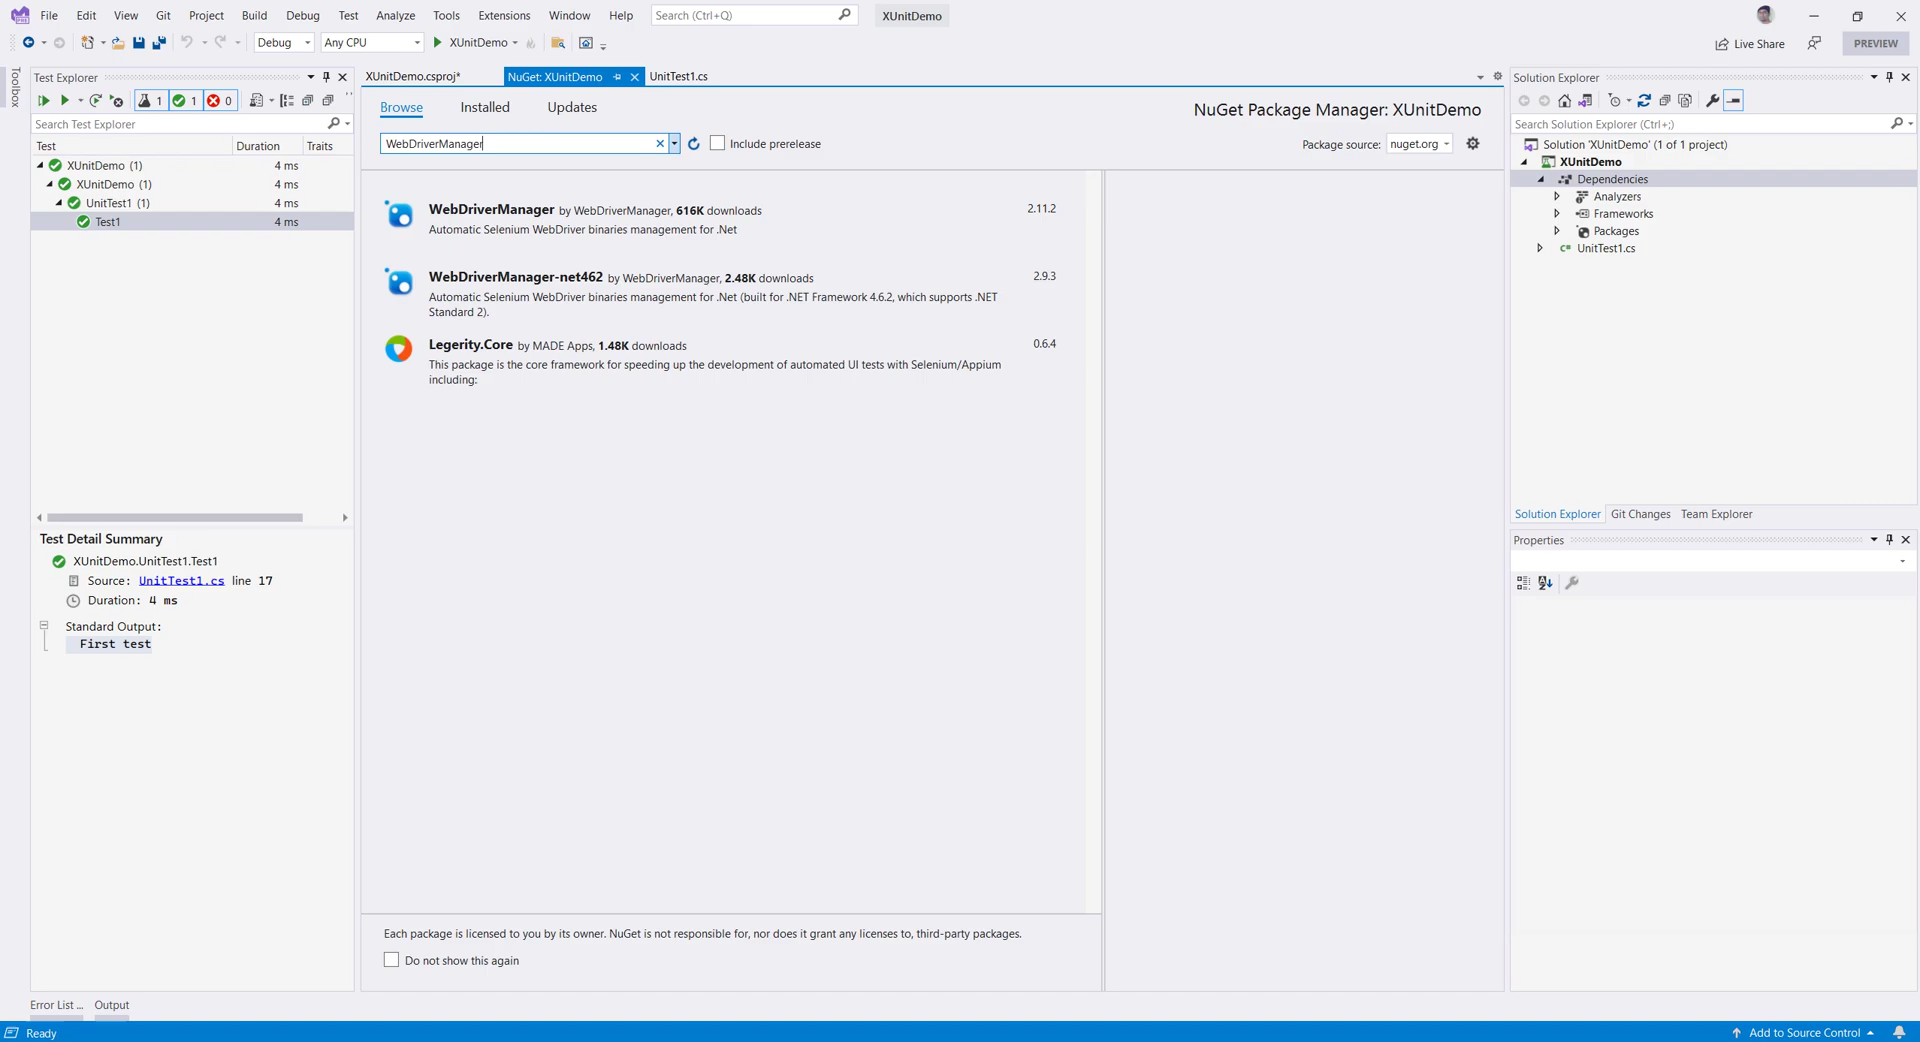 File Edit View Git Project Build Debug Test Analyze Tools Extensions Window Help Search (Ctrl+Q) XUnitDemo
Debug Any CPU XUnitDemo Live Share PREVIEW
Toolbox
Test Explorer
1 1 0
Search Test Explorer
Test Duration Traits
XUnitDemo (1) 4 ms
XUnitDemo (1) 4 ms
UnitTest1 (1) 4 ms
Test1 4 ms
Test Detail Summary
XUnitDemo.UnitTest1.Test1
Source: UnitTest1.cs line 17
Duration: 4 ms
Standard Output:
First test
XUnitDemo.csproj* NuGet: XUnitDemo UnitTest1.cs
Browse Installed Updates NuGet Package Manager: XUnitDemo
WebDriverManager Include prerelease Package source: nuget.org
WebDriverManager by WebDriverManager, 616K downloads 2.11.2
Automatic Selenium WebDriver binaries management for .Net
WebDriverManager-net462 by WebDriverManager, 2.48K downloads 2.9.3
Automatic Selenium WebDriver binaries management for .Net (built for .NET Framework 4.6.2, which supports .NET
Standard 2).
Legerity.Core by MADE Apps, 1.48K downloads 0.6.4
This package is the core framework for speeding up the development of automated UI tests with Selenium/Appium
including:
Each package is licensed to you by its owner. NuGet is not responsible for, nor does it grant any licenses to, third-party packages.
Do not show this again
Solution Explorer
Search Solution Explorer (Ctrl+;)
Solution 'XUnitDemo' (1 of 1 project)
XUnitDemo
Dependencies
Analyzers
Frameworks
Packages
C# UnitTest1.cs
Solution Explorer Git Changes Team Explorer
Properties
Error List ... Output
Ready Add to Source Control